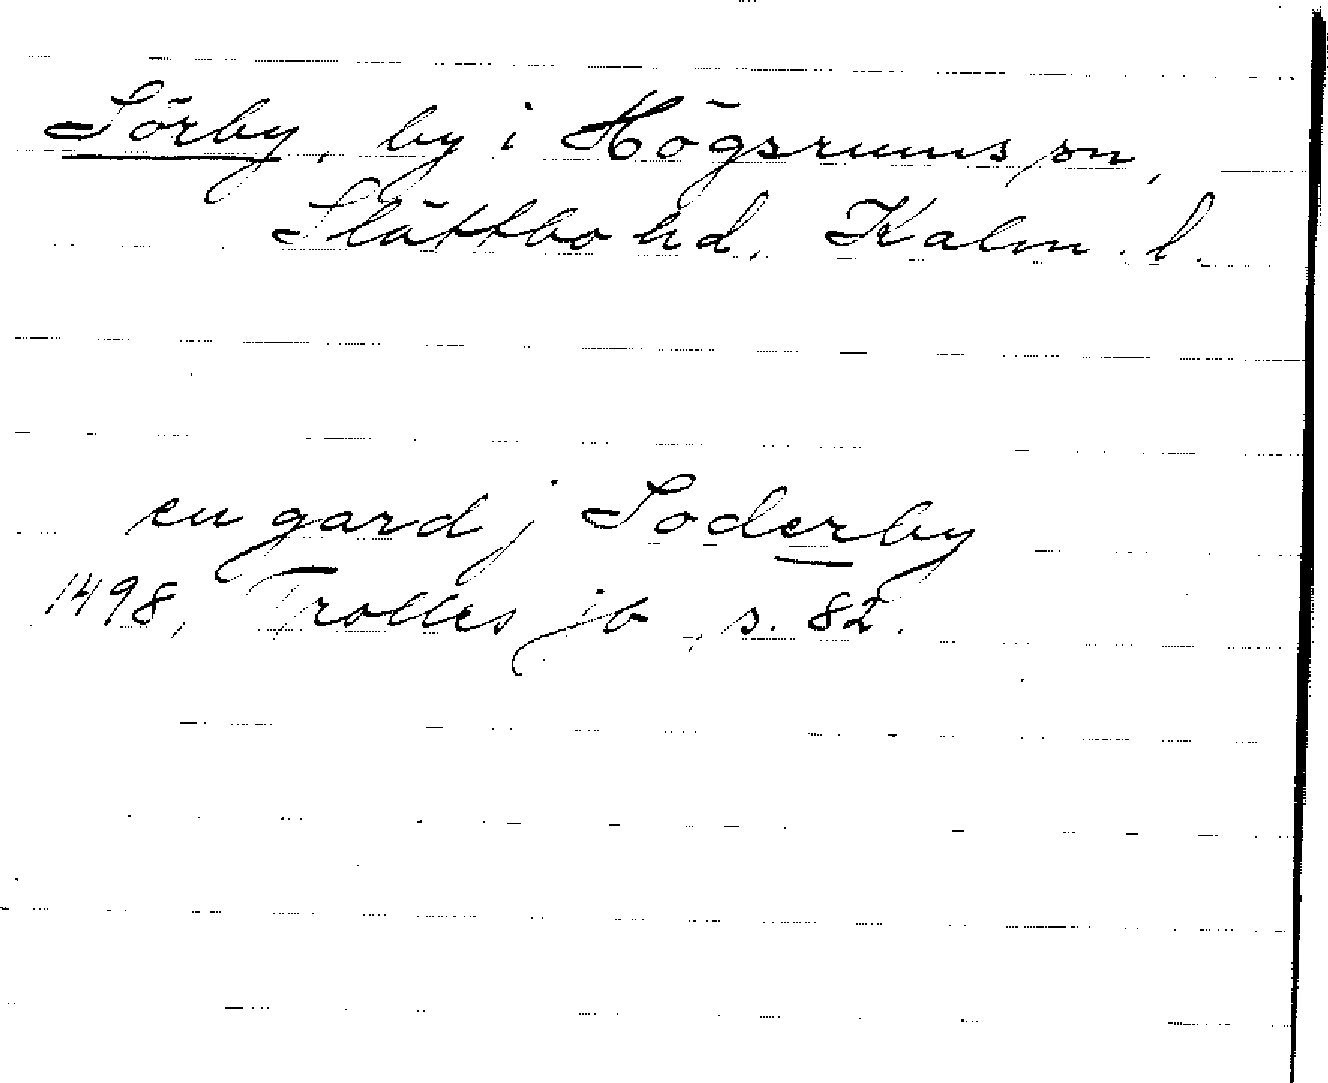 Sörby, by i Högsrums sn,
Slättbo hd, Kalm. l.
en gard j Soderby
1498, Trolles jb, s. 82.